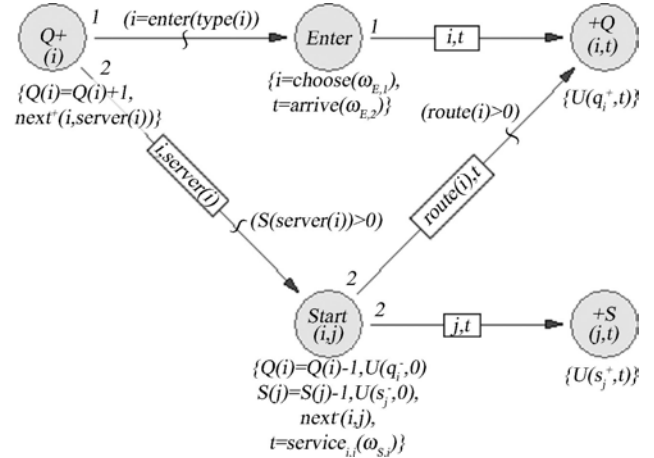 Q+
(i)
1
(i=enter(type(i))
Enter
1
i,t
+Q
(i,t)
2
{Q(i)=Q(i)+1,
next⁺(i,server(i))}
{i=choose(ω_E,1),
t=arrive(ω_E,2)}
(route(i)>0)
{U(q_i⁺,t)}
i,server(i)
route(i),t
(S(server(i))>0)
2
Start
(i,j)
2
j,t
+S
(j,t)
{Q(i)=Q(i)-1,U(q_i⁻,0)
S(j)=S(j)-1,U(s_j⁻,0),
next⁻(i,j),
t=service_i,j(ω_S,i)}
{U(s_j⁺,t)}